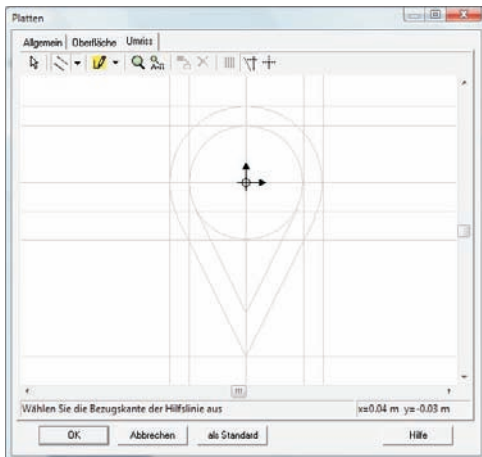 Platten
Allgemein Oberfläche Umriss
Wählen Sie die Bezugskante der Hilfslinie aus x=0.04 m y=-0.03 m
OK Abbrechen als Standard Hilfe